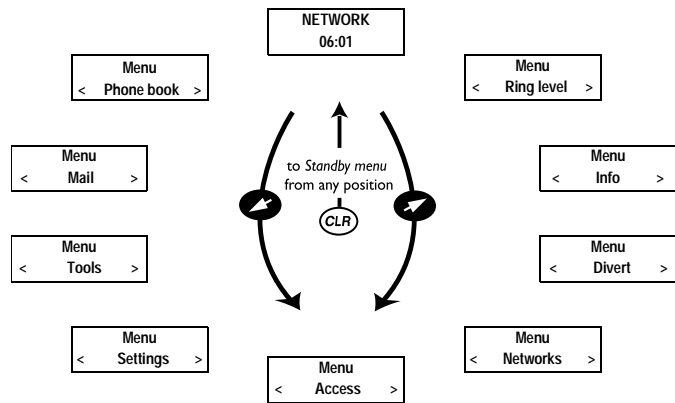 NETWORK
06:01
Menu
< Phone book >
Menu
< Ring level >
to Standby menu
from any position
CLR
Menu
< Mail >
Menu
< Info >
Menu
< Tools >
Menu
< Divert >
Menu
< Settings >
Menu
< Networks >
Menu
< Access >